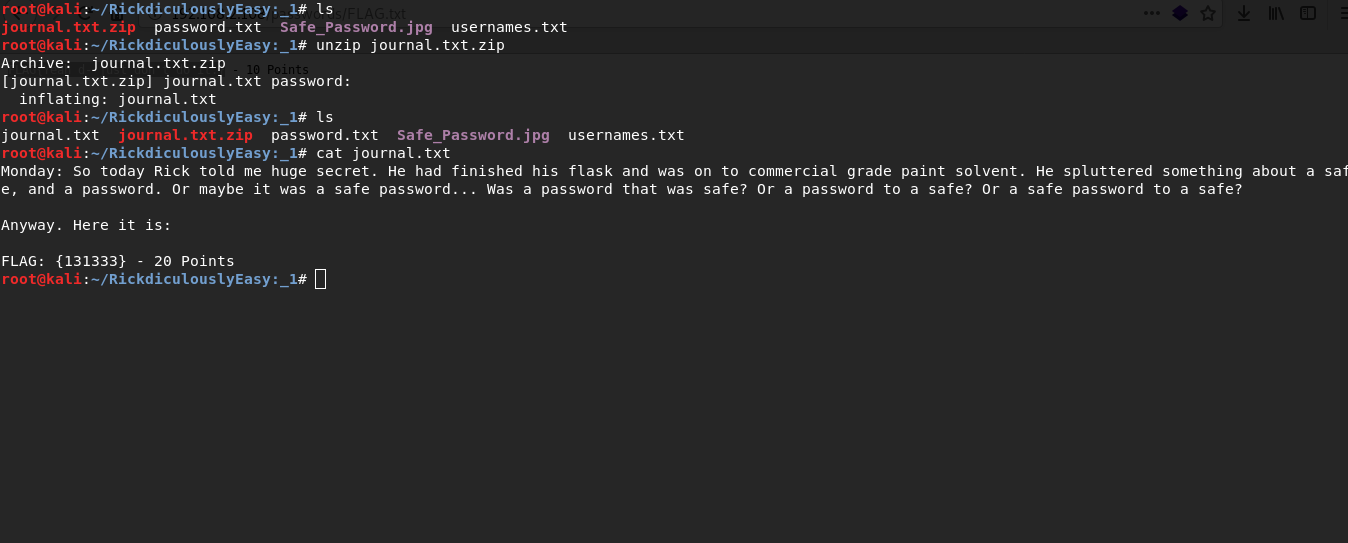 root@kali:~/RickdiculouslyEasy:_1# ls
journal.txt.zip  password.txt  Safe_Password.jpg  usernames.txt
root@kali:~/RickdiculouslyEasy:_1# unzip journal.txt.zip
Archive:  journal.txt.zip
- 10 Points
[journal.txt.zip] journal.txt password:
  inflating: journal.txt
root@kali:~/RickdiculouslyEasy:_1# ls
journal.txt  journal.txt.zip  password.txt  Safe_Password.jpg  usernames.txt
root@kali:~/RickdiculouslyEasy:_1# cat journal.txt
Monday: So today Rick told me huge secret. He had finished his flask and was on to commercial grade paint solvent. He spluttered something about a saf
e, and a password. Or maybe it was a safe password... Was a password that was safe? Or a password to a safe? Or a safe password to a safe?
Anyway. Here it is:
FLAG: {131333} - 20 Points
root@kali:~/RickdiculouslyEasy:_1#